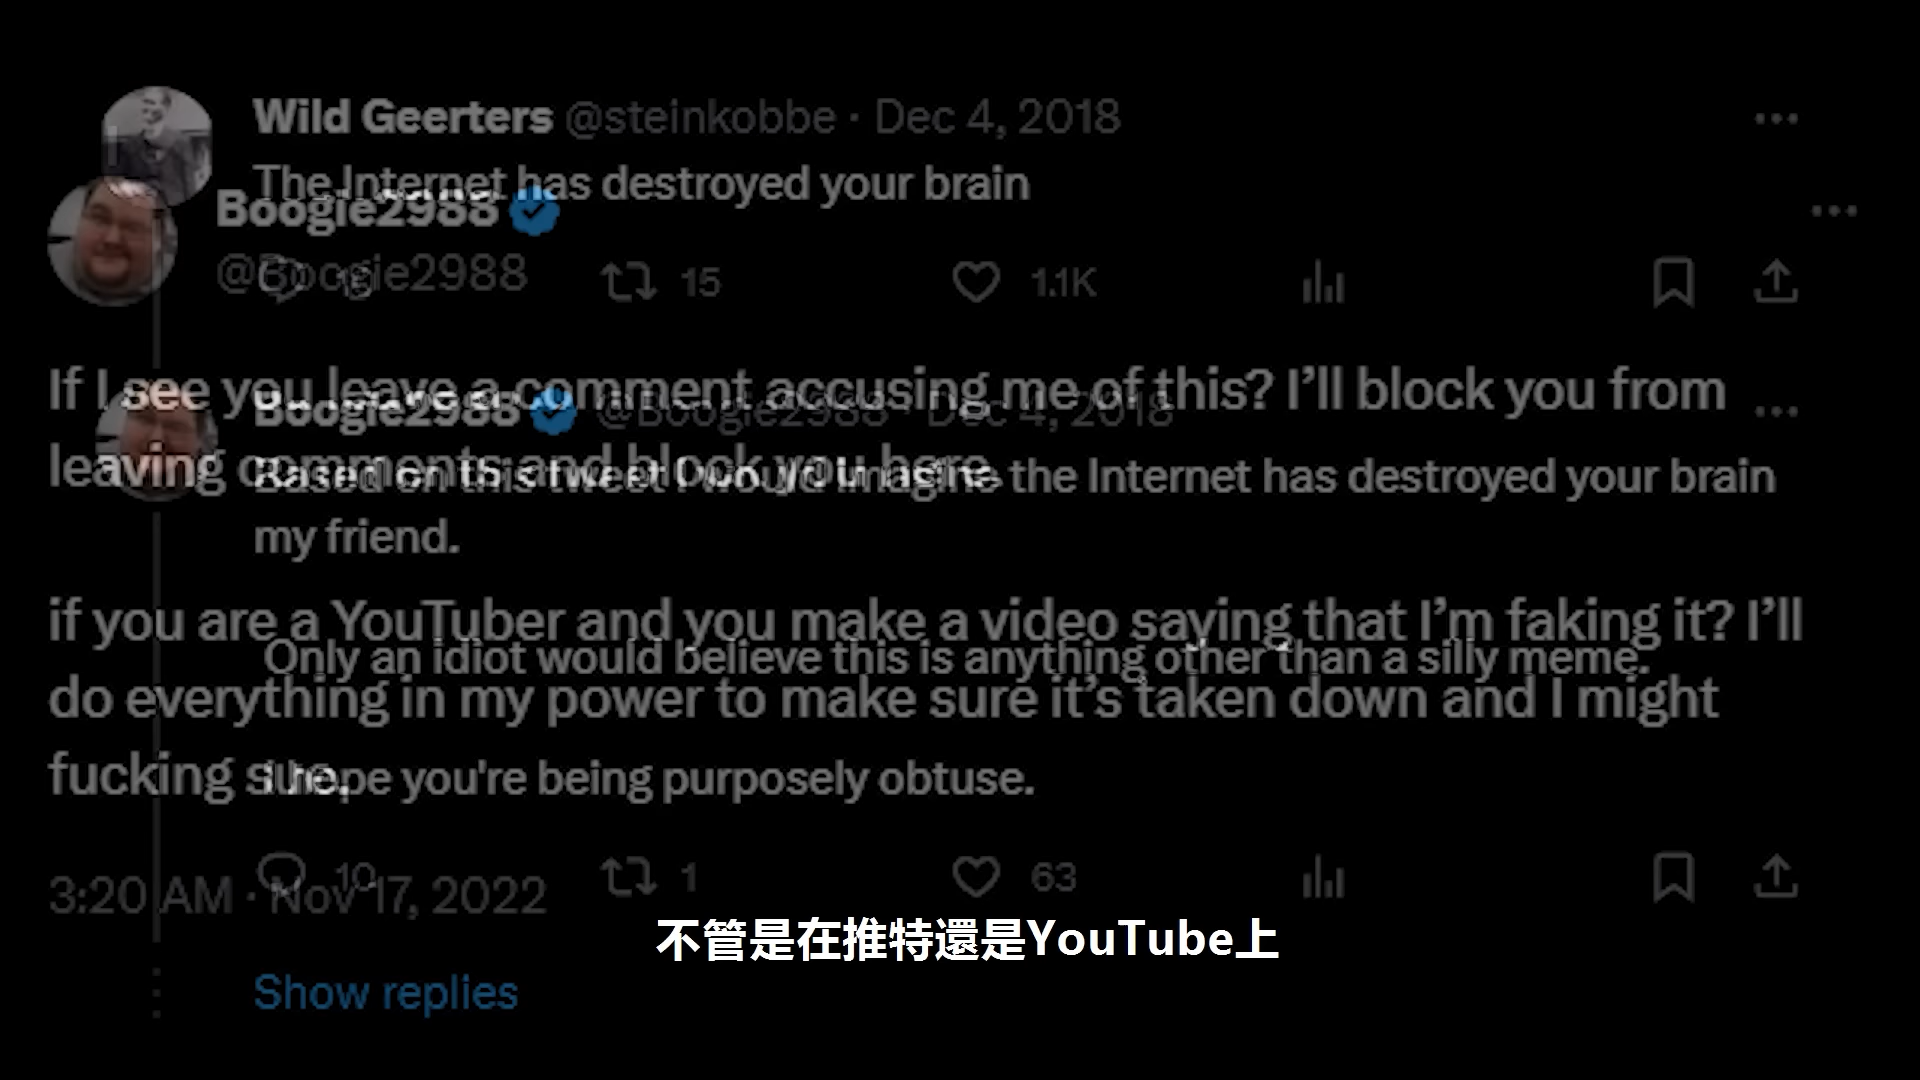 Wild Geerters @steinkobbe · Dec 4, 2018
The Internet has destroyed your brain
15 1.1K
Boogie2988 @Boogie2988 · Dec 4, 2018
Based on this tweet I would imagine the Internet has destroyed your brain
my friend.
Only an idiot would believe this is anything other than a silly meme.
I hope you're being purposely obtuse.
10 1 63
Show replies
Boogie2988
@Boogie2988
If I see you leave a comment accusing me of this? I’ll block you from
leaving comments and block you here.
if you are a YouTuber and you make a video saying that I’m faking it? I’ll
do everything in my power to make sure it’s taken down and I might
fucking sue.
3:20 AM · Nov 17, 2022
不管是在推特還是YouTube上